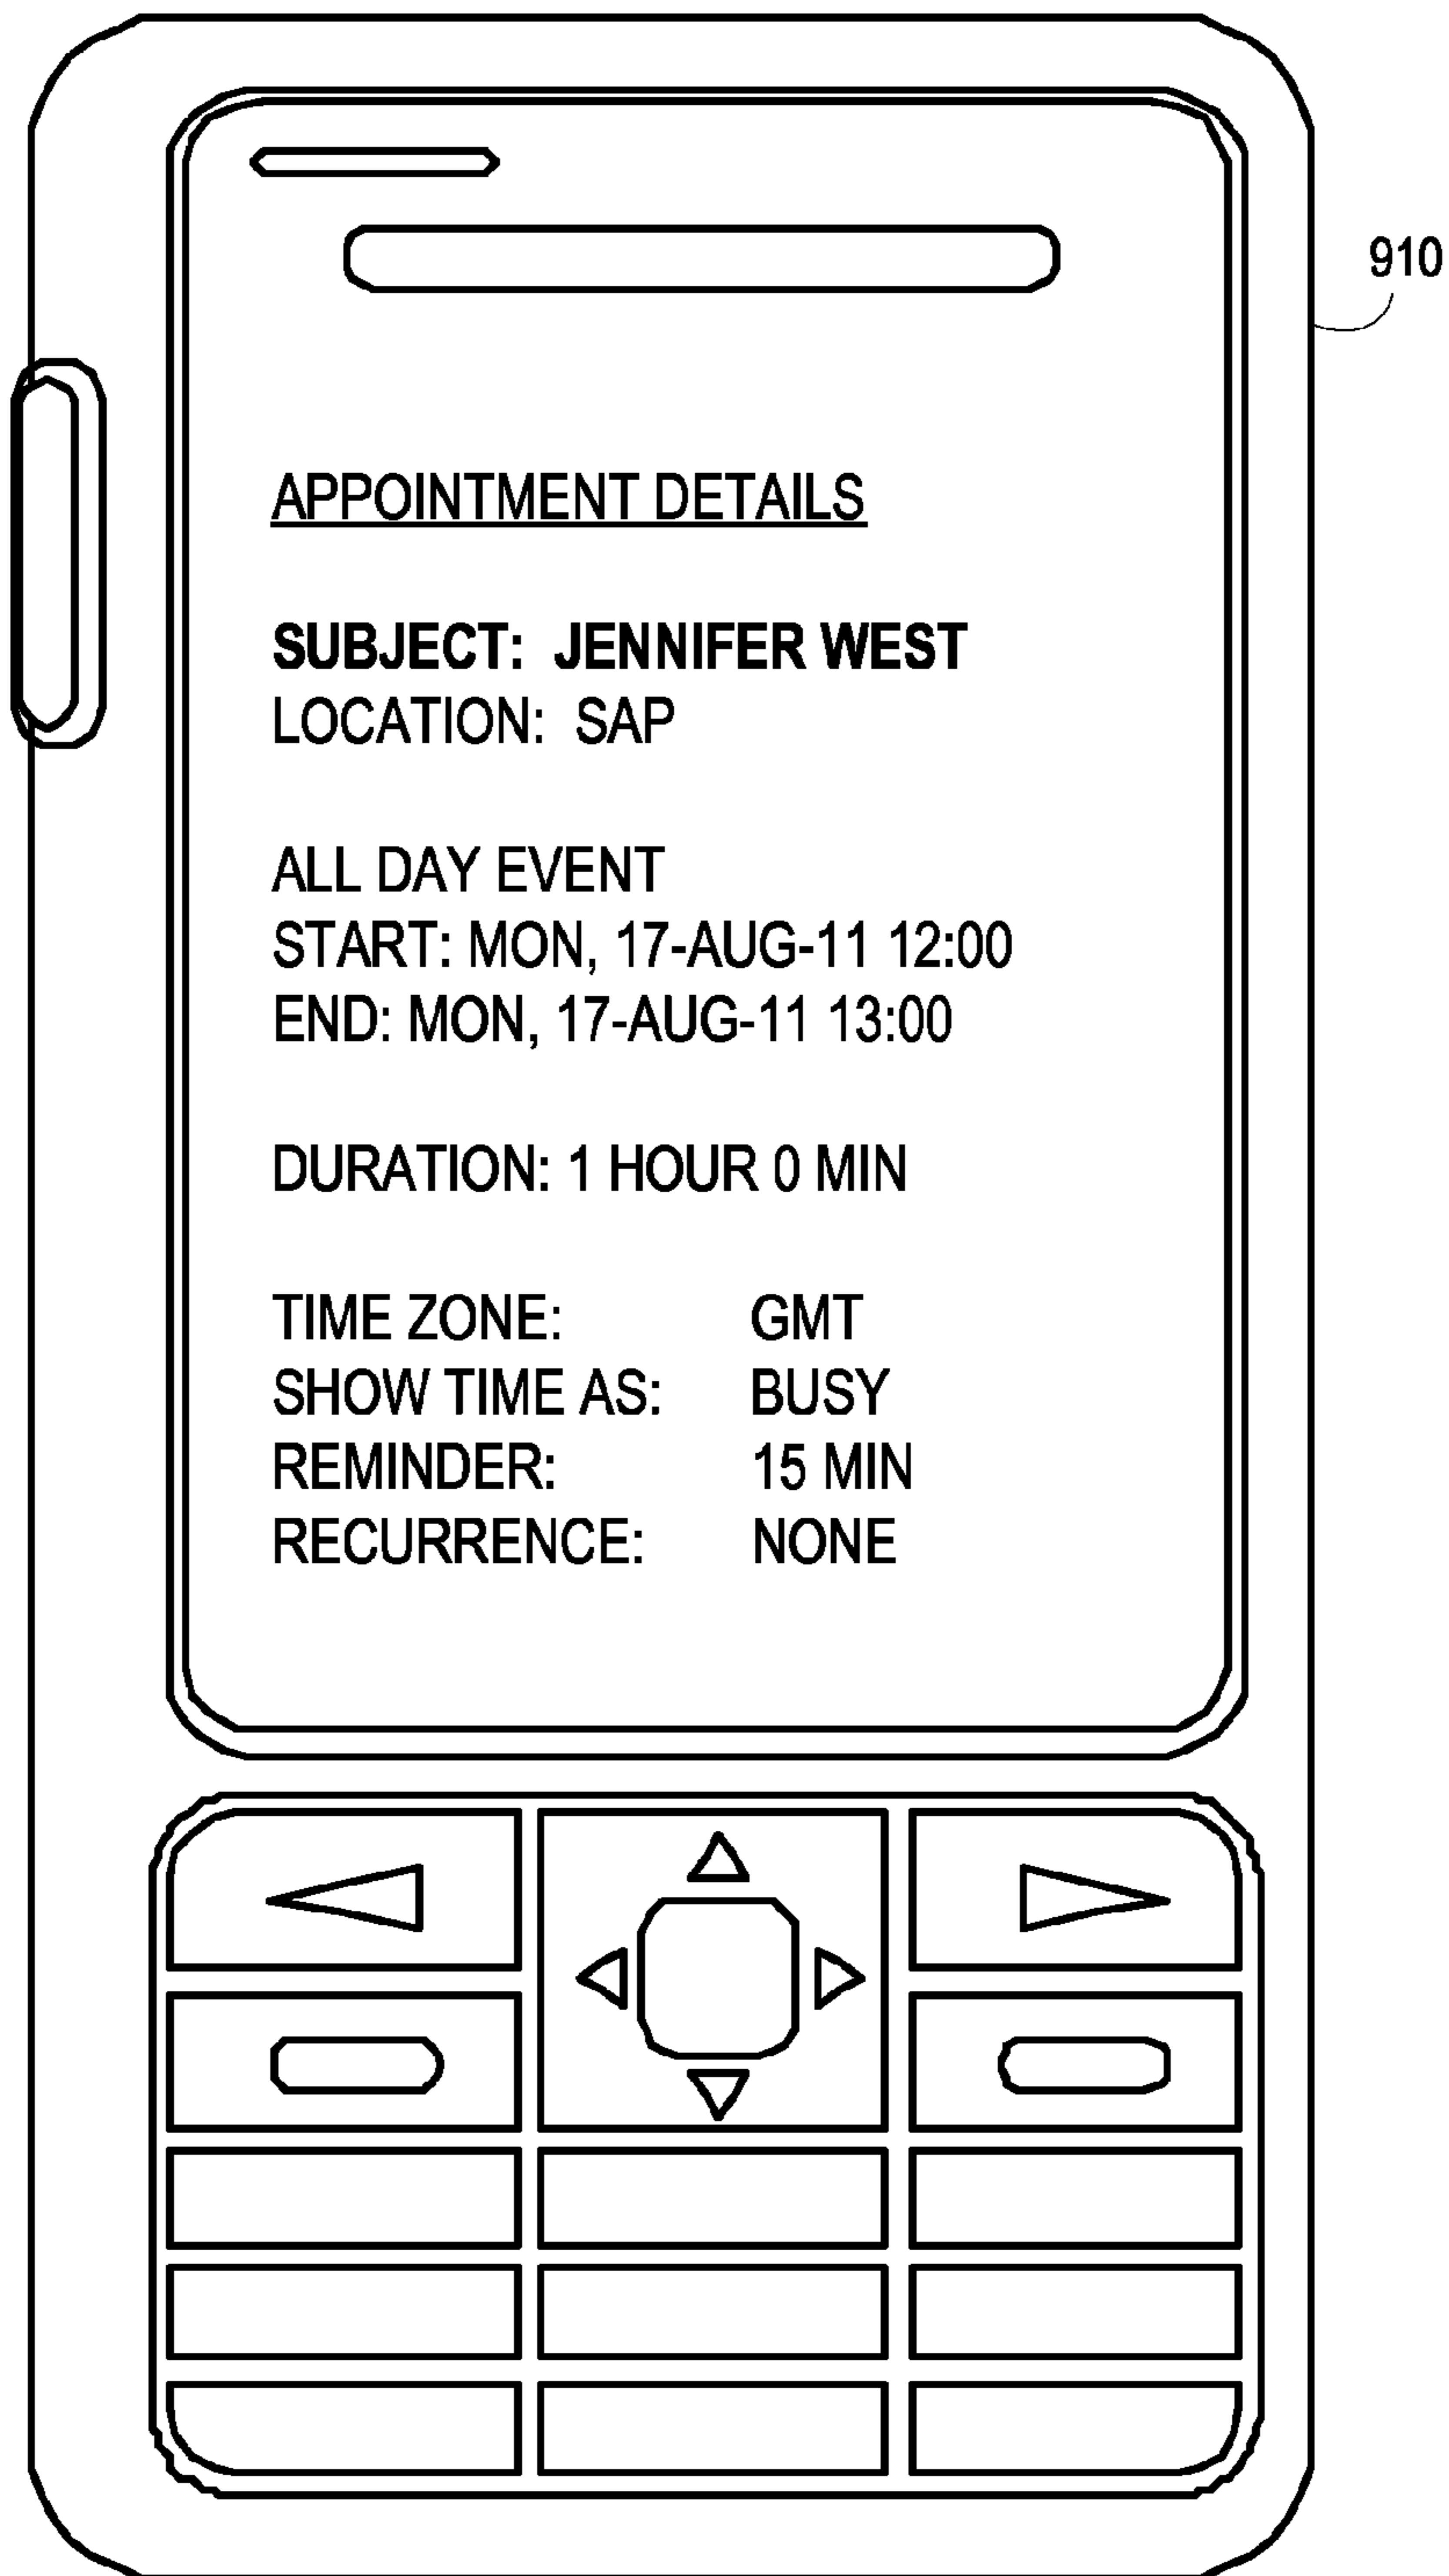 910
APPOINTMENT DETAILS
SUBJECT: JENNIFER WEST
LOCATION: SAP
ALL DAY EVENT
START: MON, 17-AUG-11 12:00
END: MON, 17-AUG-11 13:00
DURATION: 1 HOUR 0 MIN
TIME ZONE: GMT
SHOW TIME AS: BUSY
REMINDER: 15 MIN
RECURRENCE: NONE